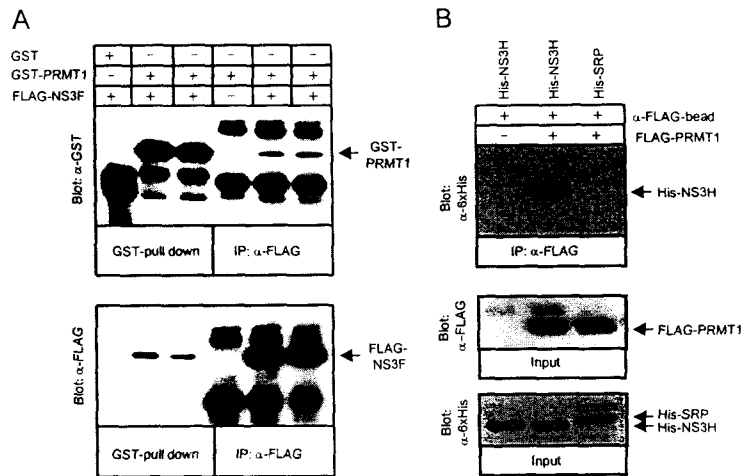 A
GST + – – – – –
GST-PRMT1 – + + + + +
FLAG-NS3F + + + – + +
Blot: α-GST
GST-PRMT1
GST-pull down
IP: α-FLAG
Blot: α-FLAG
FLAG-NS3F
GST-pull down
IP: α-FLAG
B
His-NS3H
His-NS3H
His-SRP
+ + + α-FLAG-bead
– + + FLAG-PRMT1
Blot: α-6xHis
His-NS3H
IP: α-FLAG
Blot: α-FLAG
FLAG-PRMT1
Input
Blot: α-6xHis
His-SRP
His-NS3H
Input